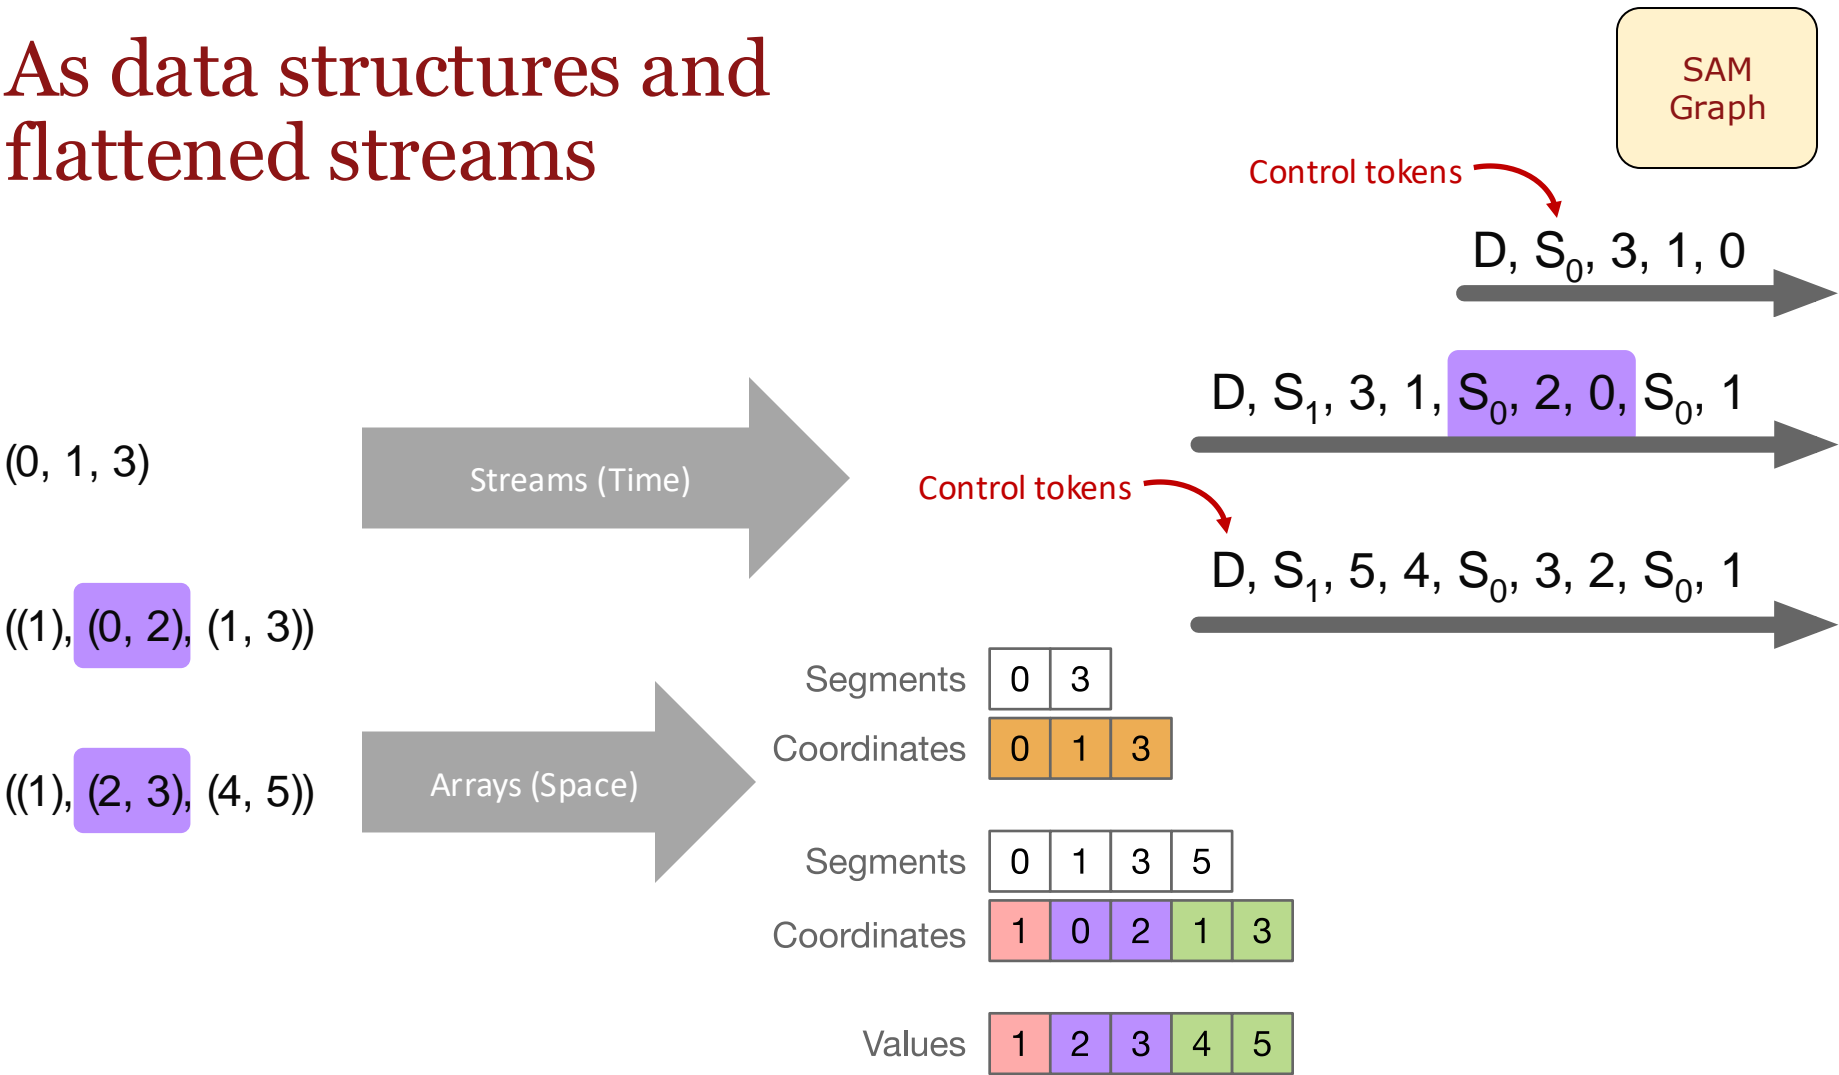 As data structures and
flattened streams
SAM
Graph
Control tokens
D, S₀, 3, 1, 0
D, S₁, 3, 1, S₀, 2, 0, S₀, 1
Control tokens
D, S₁, 5, 4, S₀, 3, 2, S₀, 1
(0, 1, 3)
((1), (0, 2), (1, 3))
((1), (2, 3), (4, 5))
Streams (Time)
Arrays (Space)
Segments 0 3
Coordinates 0 1 3
Segments 0 1 3 5
Coordinates 1 0 2 1 3
Values 1 2 3 4 5